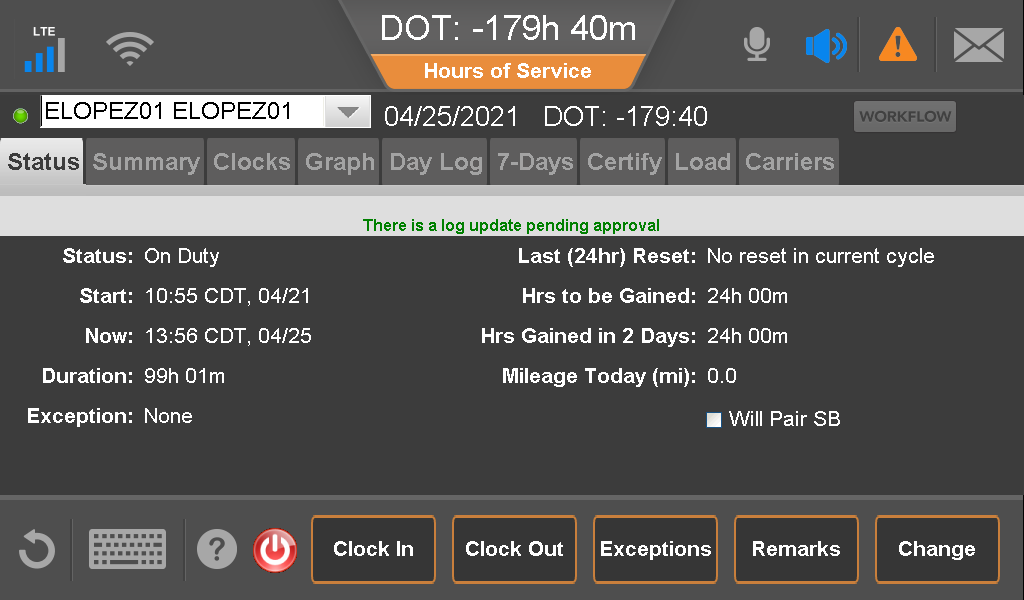 LTE
DOT: -179h 40m
Hours of Service
ELOPEZ01 ELOPEZ01
04/25/2021 DOT: -179:40
WORKFLOW
Status Summary Clocks Graph Day Log 7-Days Certify Load Carriers
There is a log update pending approval
Status: On Duty
Last (24hr) Reset: No reset in current cycle
Start: 10:55 CDT, 04/21
Hrs to be Gained: 24h 00m
Now: 13:56 CDT, 04/25
Hrs Gained in 2 Days: 24h 00m
Duration: 99h 01m
Mileage Today (mi): 0.0
Exception: None
Will Pair SB
?
Clock In
Clock Out
Exceptions
Remarks
Change